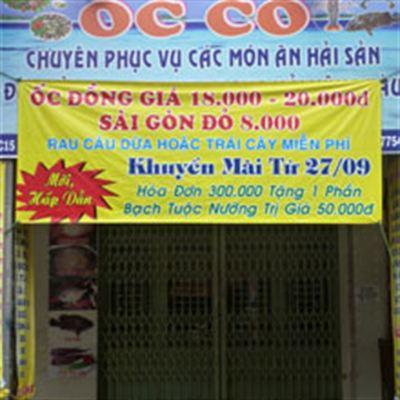 ỐC CÔ
CHUYÊN PHỤC VỤ CÁC MÓN ĂN HẢI SẢN
ỐC ĐỒNG GIÁ 18.000 - 20.000đ
SÀI GÒN ĐỎ 8.000
RAU CÂU DỪA HOẶC TRÁI CÂY MIỄN PHÍ
Khuyến Mãi Từ 27/09
Mới,
Hấp Dẫn
Hóa Đơn 300.000 Tặng 1 Phần
Bạch Tuộc Nướng Trị Giá 50.000đ